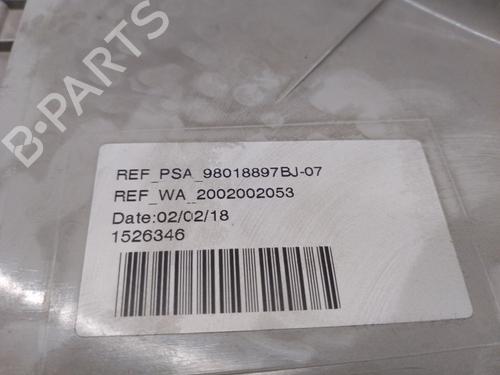 B-PARTS
REF_PSA_98018897BJ-07
REF_WA_2002002053
Date:02/02/18
1526346